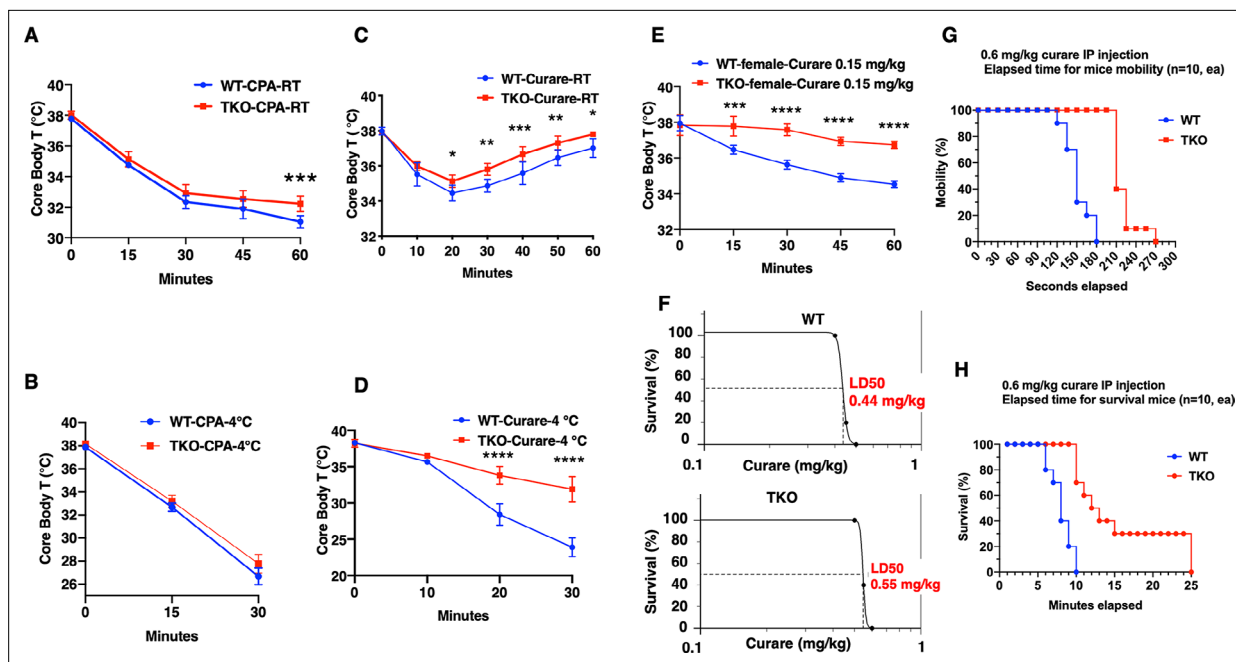 A
WT-CPA-RT
TKO-CPA-RT
Core Body T (°C)
40
38
36
34
32
30
***
0 15 30 45 60
Minutes
B
WT-CPA-4°C
TKO-CPA-4°C
Core Body T (°C)
40
38
36
34
32
30
28
26
0 15 30
Minutes
C
WT-Curare-RT
TKO-Curare-RT
Core Body T (°C)
40
38
36
34
32
* ** *** ** *
0 10 20 30 40 50 60
Minutes
D
WT-Curare-4 °C
TKO-Curare-4 °C
Core Body T (°C)
40
35
30
25
20
**** ****
0 10 20 30
Minutes
E
WT-female-Curare 0.15 mg/kg
TKO-female-Curare 0.15 mg/kg
Core Body T (°C)
40
38
36
34
32
*** **** **** ****
0 15 30 45 60
Minutes
F
WT
Survival (%)
100
80
60
40
20
0
LD50
0.44 mg/kg
0.1 1
Curare (mg/kg)
TKO
Survival (%)
100
80
60
40
20
0
LD50
0.55 mg/kg
0.1 1
Curare (mg/kg)
G
0.6 mg/kg curare IP injection
Elapsed time for mice mobility (n=10, ea)
WT
TKO
Mobility (%)
100
80
60
40
20
0
0 30 60 90 120 150 180 210 240 270 300
Seconds elapsed
H
0.6 mg/kg curare IP injection
Elapsed time for survival mice (n=10, ea)
WT
TKO
Survival (%)
100
80
60
40
20
0
0 5 10 15 20 25
Minutes elapsed